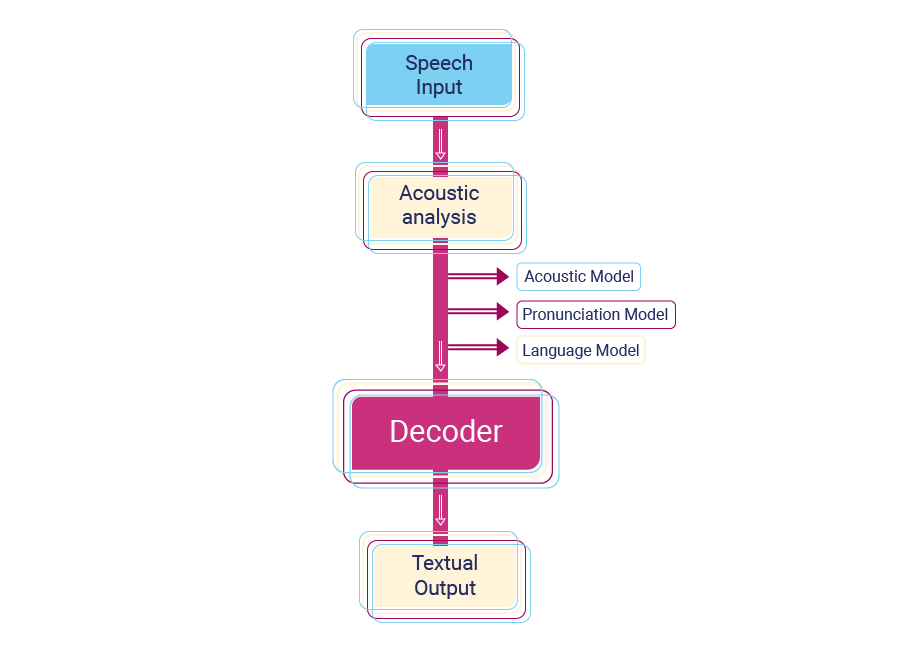 Speech
Input
Acoustic
analysis
Acoustic Model
Pronunciation Model
Language Model
Decoder
Textual
Output